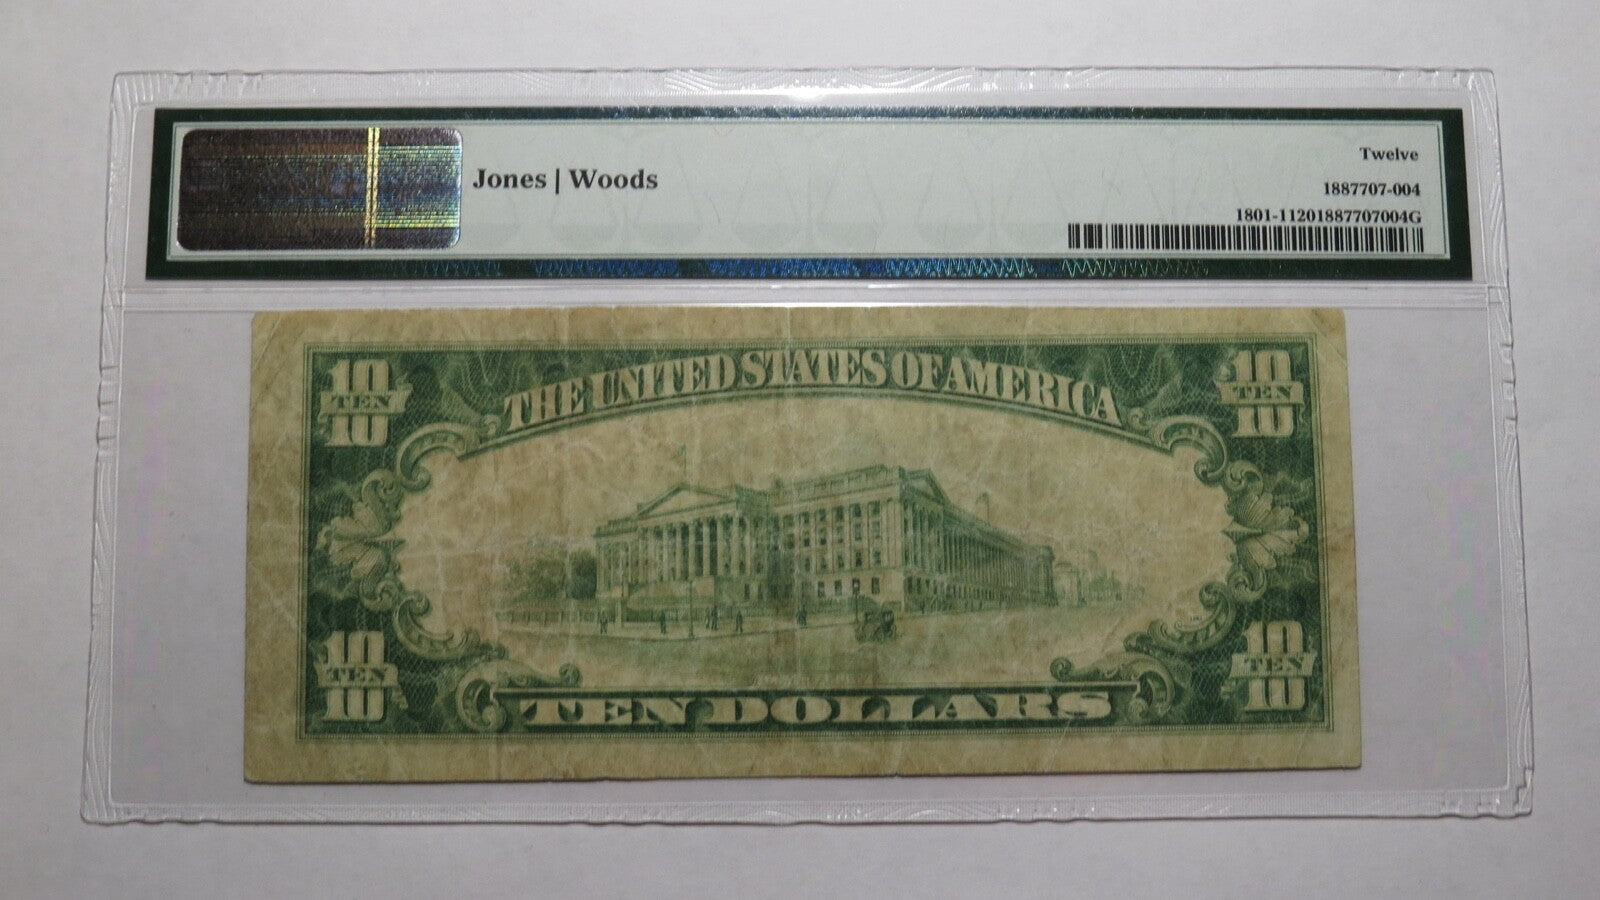 Jones | Woods
Twelve
1887707-004
1801-11201887707004G
10 TEN 10
THE UNITED STATES OF AMERICA
10 TEN 10
10 TEN 10
TEN DOLLARS
10 TEN 10